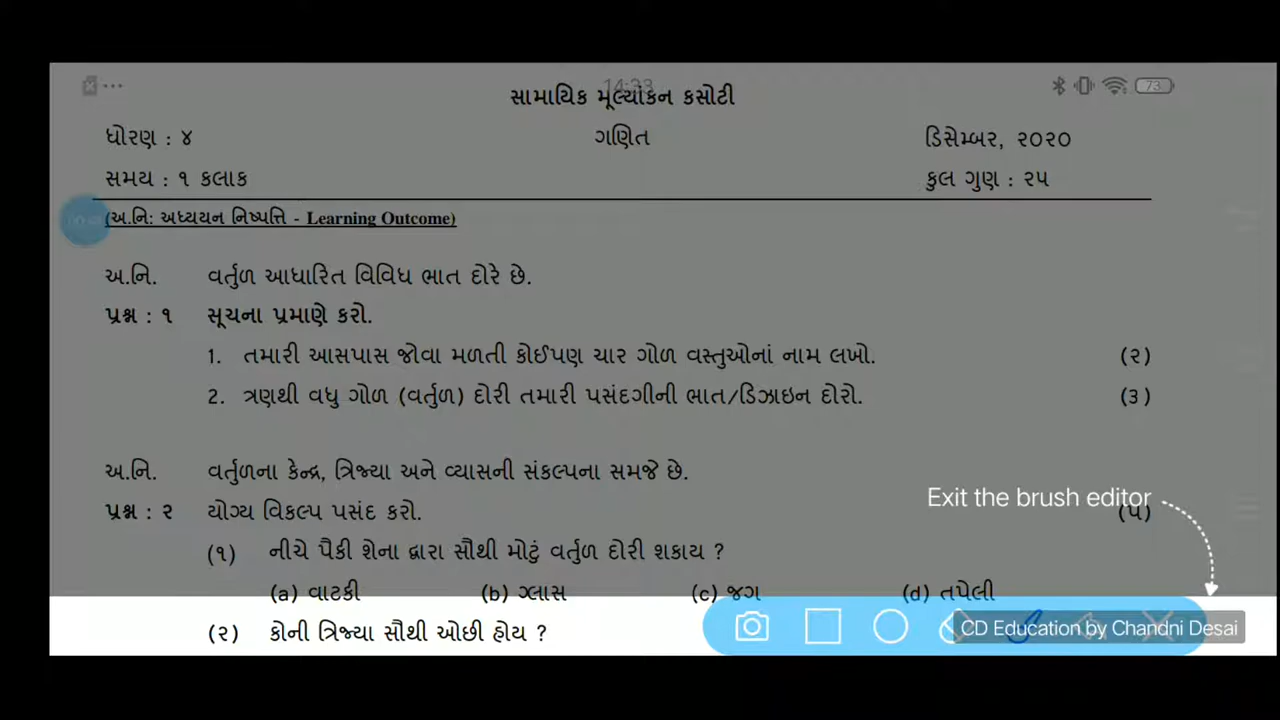 14:33
73
સામાયિક મૂલ્યાંકન કસોટી
ધોરણ : ૪ ગણિત ડિસેમ્બર, ૨૦૨૦
સમય : ૧ કલાક કુલ ગુણ : ૨૫
(અ.નિ: અધ્યયન નિષ્પત્તિ - Learning Outcome)
અ.નિ. વર્તુળ આધારિત વિવિધ ભાત દોરે છે.
પ્રશ્ન : ૧ સૂચના પ્રમાણે કરો.
1. તમારી આસપાસ જોવા મળતી કોઈપણ ચાર ગોળ વસ્તુઓનાં નામ લખો. (૨)
2. ત્રણથી વધુ ગોળ (વર્તુળ) દોરી તમારી પસંદગીની ભાત/ડિઝાઇન દોરો. (૩)
અ.નિ. વર્તુળના કેન્દ્ર, ત્રિજ્યા અને વ્યાસની સંકલ્પના સમજે છે.
Exit the brush editor
પ્રશ્ન : ૨ યોગ્ય વિકલ્પ પસંદ કરો. (૫)
(૧) નીચે પૈકી શેના દ્વારા સૌથી મોટું વર્તુળ દોરી શકાય ?
(a) વાટકી (b) ગ્લાસ (c) જગ (d) તપેલી
(૨) કોની ત્રિજ્યા સૌથી ઓછી હોય ?
CD Education by Chandni Desai